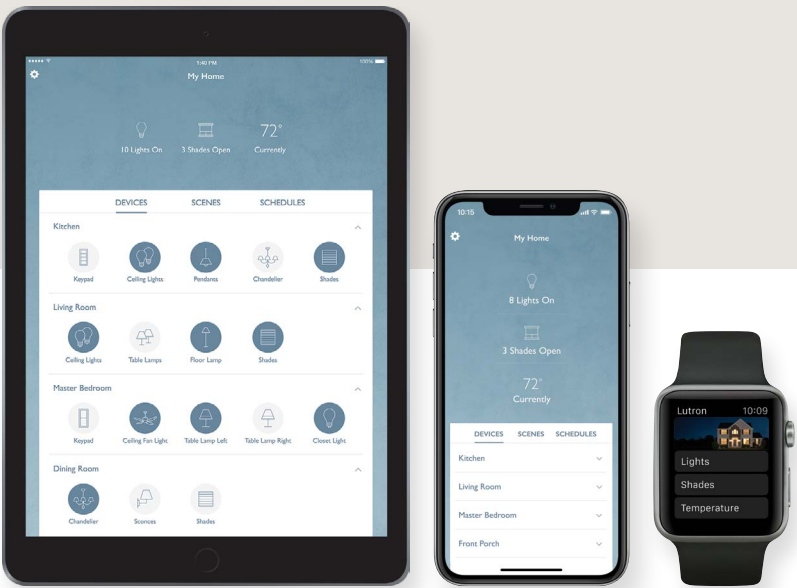 1:40 PM
100%
My Home
10 Lights On
3 Shades Open
72°
Currently
DEVICES SCENES SCHEDULES
Kitchen
Keypad Ceiling Lights Pendants Chandelier Shades
Living Room
Ceiling Lights Table Lamps Floor Lamp Shades
Master Bedroom
Keypad Ceiling Fan Light Table Lamp Left Table Lamp Right Closet Light
Dining Room
Chandelier Sconces Shades
10:15
My Home
8 Lights On
3 Shades Open
72°
Currently
DEVICES SCENES SCHEDULES
Kitchen
Living Room
Master Bedroom
Front Porch
Lutron 10:09
Lights
Shades
Temperature